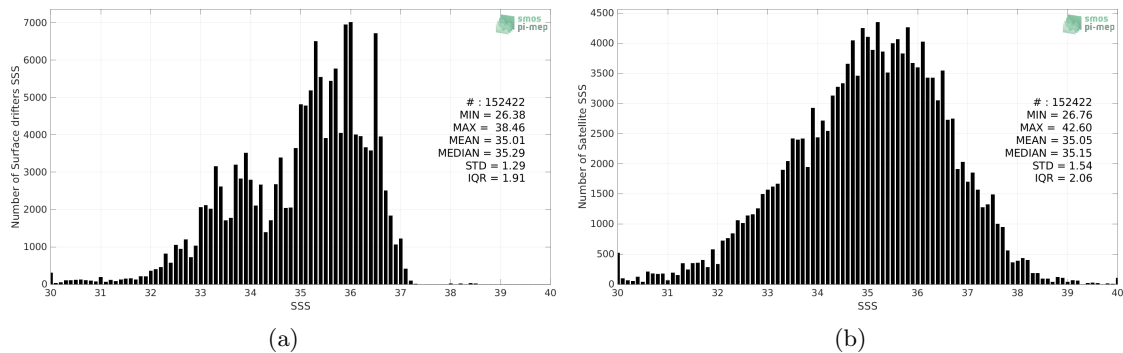 7000
6000
5000
4000
3000
2000
1000
0
Number of Surface drifters SSS
smos
pi-mep
# : 152422
MIN = 26.38
MAX = 38.46
MEAN = 35.01
MEDIAN = 35.29
STD = 1.29
IQR = 1.91
30 31 32 33 34 35 36 37 38 39 40
SSS
(a)
4500
4000
3500
3000
2500
2000
1500
1000
500
0
Number of Satellite SSS
smos
pi-mep
# : 152422
MIN = 26.76
MAX = 42.60
MEAN = 35.05
MEDIAN = 35.15
STD = 1.54
IQR = 2.06
30 31 32 33 34 35 36 37 38 39 40
SSS
(b)